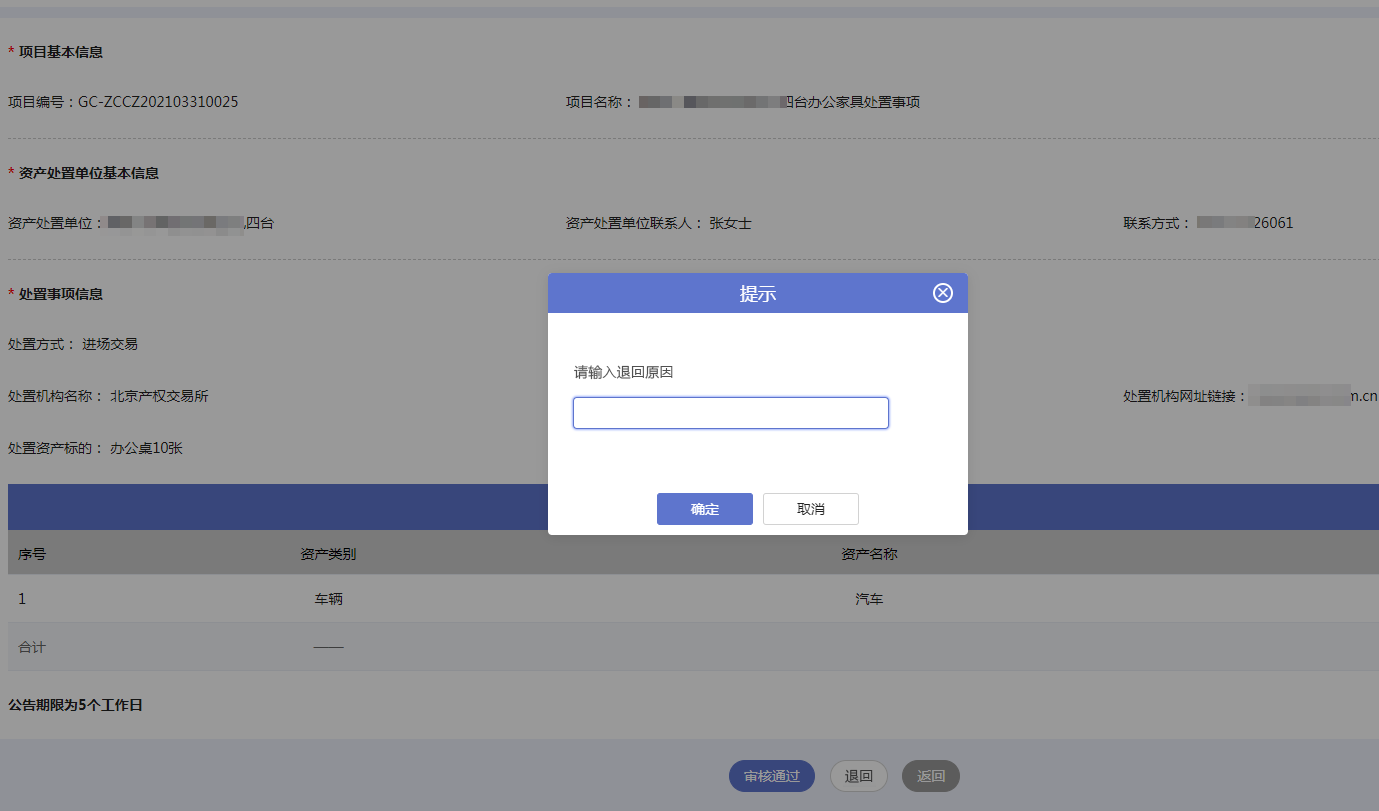 * 项目基本信息
项目编号：GC-ZCCZ202103310025 项目名称： 四台办公家具处置事项
* 资产处置单位基本信息
资产处置单位： 四台 资产处置单位联系人： 张女士 联系方式： 26061
* 处置事项信息
提示
处置方式： 进场交易
请输入退回原因
处置机构名称： 北京产权交易所 处置机构网址链接： m.cn
处置资产标的： 办公桌10张
确定 取消
序号 资产类别 资产名称
1 车辆 汽车
合计 ——
公告期限为5个工作日
审核通过 退回 返回